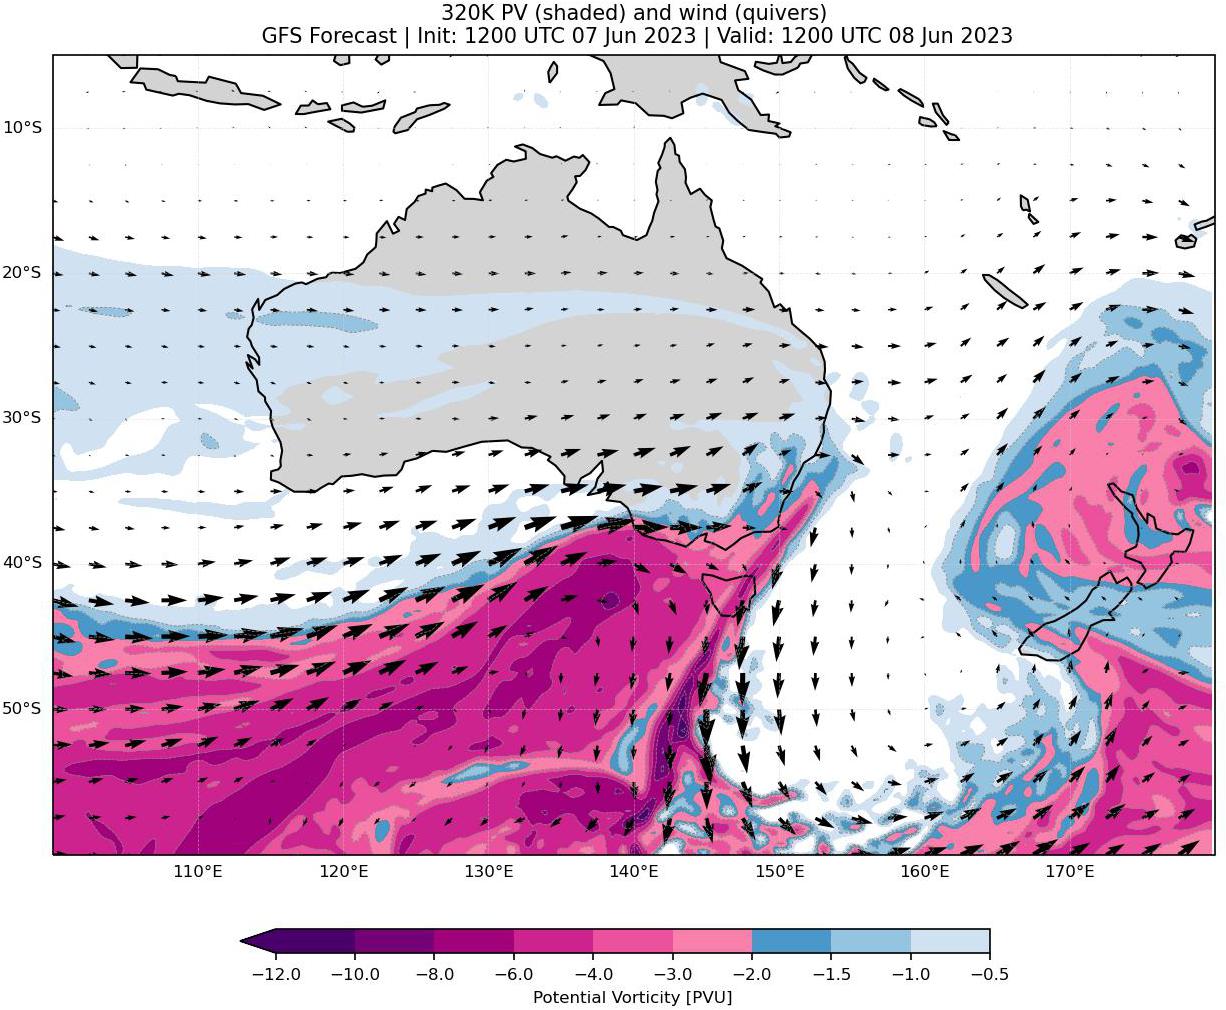 320K PV (shaded) and wind (quivers)
GFS Forecast | Init: 1200 UTC 07 Jun 2023 | Valid: 1200 UTC 08 Jun 2023
10°S
20°S
30°S
40°S
50°S
110°E 120°E 130°E 140°E 150°E 160°E 170°E
−12.0 −10.0 −8.0 −6.0 −4.0 −3.0 −2.0 −1.5 −1.0 −0.5
Potential Vorticity [PVU]